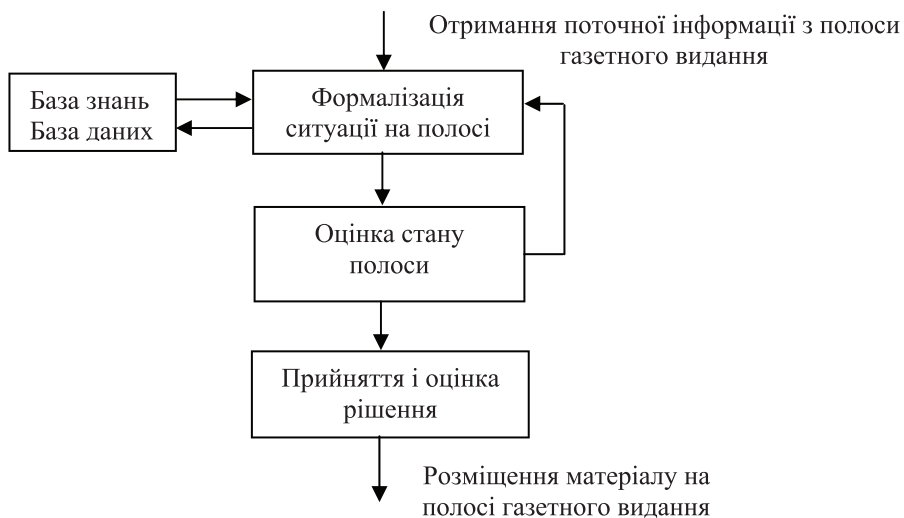 Отримання поточної інформації з полоси
газетного видання
База знань
База даних
Формалізація
ситуації на полосі
Оцінка стану
полоси
Прийняття і оцінка
рішення
Розміщення матеріалу на
полосі газетного видання